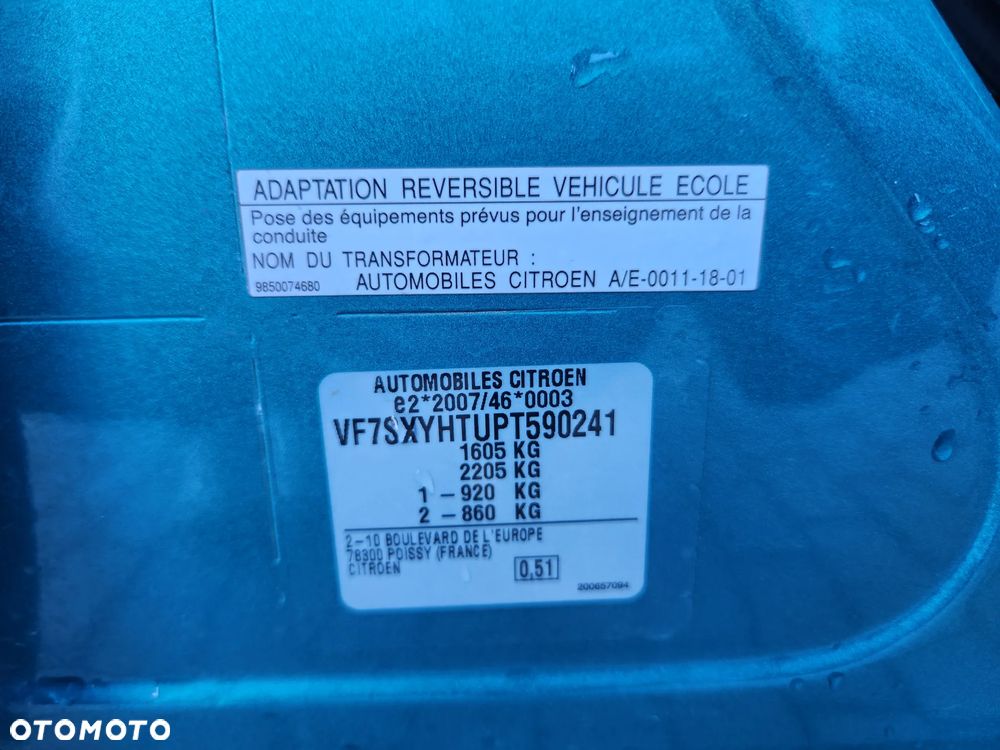 ADAPTATION REVERSIBLE VEHICULE ECOLE
Pose des équipements prévus pour l'enseignement de la
conduite
NOM DU TRANSFORMATEUR :
9850074680 AUTOMOBILES CITROEN A/E-0011-18-01
AUTOMOBILES CITROEN
e2*2007/46*0003
VF7SXYHTUPT590241
1605 KG
2205 KG
1 - 920 KG
2 - 860 KG
2-10 BOULEVARD DE L'EUROPE
78300 POISSY (FRANCE)
CITROEN
0,51
200657094
OTOMOTO